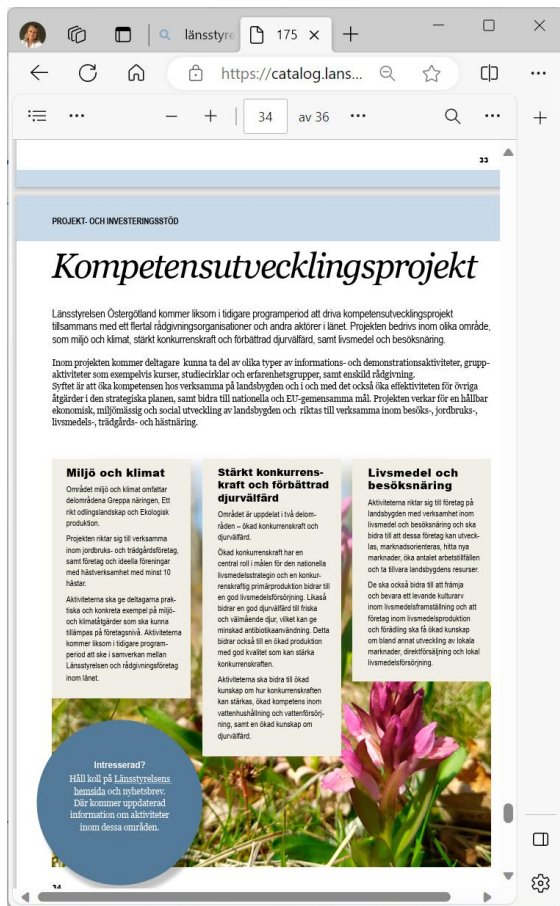 länsstyre
175
https://catalog.lans...
34 av 36
33
PROJEKT- OCH INVESTERINGSSTÖD
Kompetensutvecklingsprojekt
Länsstyrelsen Östergötland kommer liksom i tidigare programperiod att driva kompetensutvecklingsprojekt
tillsammans med ett flertal rådgivningsorganisationer och andra aktörer i länet. Projekten bedrivs inom olika område,
som miljö och klimat, stärkt konkurrenskraft och förbättrad djurvälfärd, samt livsmedel och besöksnäring.
Inom projekten kommer deltagare kunna ta del av olika typer av informations- och demonstrationsaktiviteter, grupp-
aktiviteter som exempelvis kurser, studiecirklar och erfarenhetsgrupper, samt enskild rådgivning.
Syftet är att öka kompetensen hos verksamma på landsbygden och i och med det också öka effektiviteten för övriga
åtgärder i den strategiska planen, samt bidra till nationella och EU-gemensamma mål. Projekten verkar för en hållbar
ekonomisk, miljömässig och social utveckling av landsbygden och riktas till verksamma inom besöks-, jordbruks-,
livsmedels-, trädgårds- och hästnäring.
Miljö och klimat
Området miljö och klimat omfattar
delområdena Greppa näringen, Ett
rikt odlingslandskap och Ekologisk
produktion.
Projekten riktar sig till verksamma
inom jordbruks- och trädgårdsföretag,
samt företag och ideella föreningar
med hästverksamhet med minst 10
hästar.
Aktiviteterna ska ge deltagarna prak-
tiska och konkreta exempel på miljö-
och klimatåtgärder som ska kunna
tillämpas på företagsnivå. Aktiviteterna
kommer liksom i tidigare program-
period att ske i samverkan mellan
Länsstyrelsen och rådgivningsföretag
inom länet.
Stärkt konkurrens-
kraft och förbättrad
djurvälfärd
Området är uppdelat i två delom-
råden – ökad konkurrenskraft och
djurvälfärd.
Ökad konkurrenskraft har en
central roll i målen för den nationella
livsmedelsstrategin och en konkur-
renskraftig primärproduktion bidrar till
en god livsmedelsförsörjning. Likaså
bidrar en god djurvälfärd till friska
och välmående djur, vilket kan ge
minskad antibiotikaanvändning. Detta
bidrar också till en ökad produktion
med god kvalitet som kan stärka
konkurrenskraften.
Aktiviteterna ska bidra till ökad
kunskap om hur konkurrenskraften
kan stärkas, ökad kompetens inom
vattenhushållning och vattenförsörj-
ning, samt en ökad kunskap om
djurvälfärd.
Livsmedel och
besöksnäring
Aktiviteterna riktar sig till företag på
landsbygden med verksamhet inom
livsmedel och besöksnäring och ska
bidra till att dessa företag kan utveck-
las, marknadsorienteras, hitta nya
marknader, öka antalet arbetstillfällen
och ta tillvara landsbygdens resurser.
De ska också bidra till att främja
och bevara ett levande kulturarv
inom livsmedelsframställning och att
företag inom livsmedelsproduktion
och förädling ska få ökad kunskap
om bland annat utveckling av lokala
marknader, direktförsäljning och lokal
livsmedelsförsörjning.
Intresserad?
Håll koll på Länsstyrelsens
hemsida och nyhetsbrev.
Där kommer uppdaterad
information om aktiviteter
inom dessa områden.
34